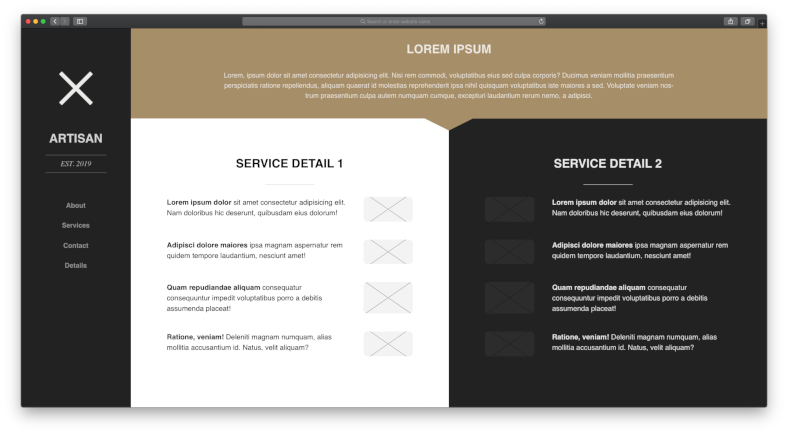 Search or enter website name
ARTISAN
EST. 2019
About
Services
Contact
Details
LOREM IPSUM
Lorem, ipsum dolor sit amet consectetur adipisicing elit. Nisi rem commodi, voluptatibus eius sed culpa corporis? Ducimus veniam mollitia praesentium
perspiciatis ratione repellendus, aliquam quaerat id molestias reprehenderit ipsa nihil quisquam voluptatibus iste maiores a sed. Voluptate veniam nos-
trum praesentium culpa autem numquam cumque, excepturi laudantium rerum nemo, a adipisci.
SERVICE DETAIL 1
Lorem ipsum dolor sit amet consectetur adipisicing elit.
Nam doloribus hic deserunt, quibusdam eius dolorum!
Adipisci dolore maiores ipsa magnam aspernatur rem
quidem tempore laudantium, nesciunt amet!
Quam repudiandae aliquam consequatur
consequuntur impedit voluptatibus porro a debitis
assumenda placeat!
Ratione, veniam! Deleniti magnam numquam, alias
mollitia accusantium id. Natus, velit aliquam?
SERVICE DETAIL 2
Lorem ipsum dolor sit amet consectetur adipisicing elit.
Nam doloribus hic deserunt, quibusdam eius dolorum!
Adipisci dolore maiores ipsa magnam aspernatur rem
quidem tempore laudantium, nesciunt amet!
Quam repudiandae aliquam consequatur
consequuntur impedit voluptatibus porro a debitis
assumenda placeat!
Ratione, veniam! Deleniti magnam numquam, alias
mollitia accusantium id. Natus, velit aliquam?